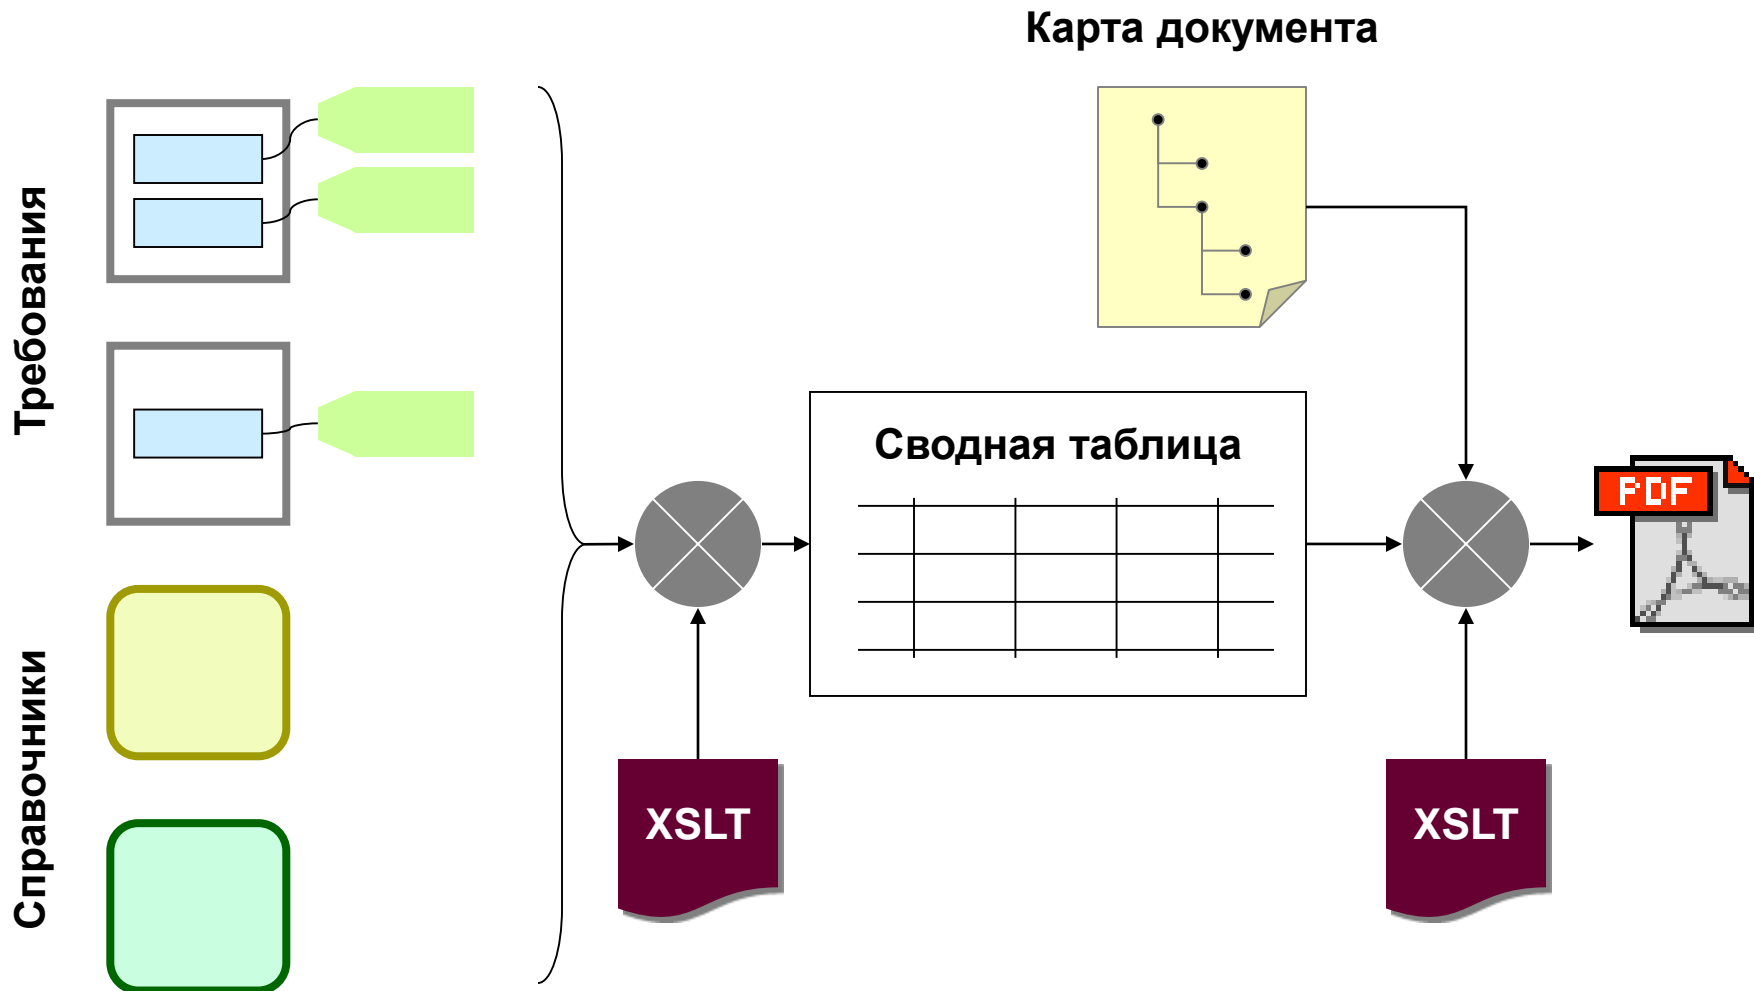 Карта документа
Требования
Сводная таблица
PDF
Справочники
XSLT
XSLT